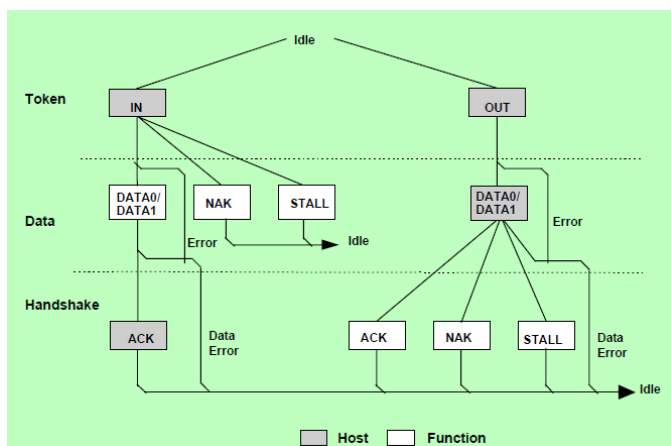 Idle
Token
IN
OUT
Data
DATA0/
DATA1
NAK
STALL
DATA0/
DATA1
Error
Idle
Error
Handshake
ACK
Data
Error
ACK
NAK
STALL
Data
Error
Idle
Host
Function